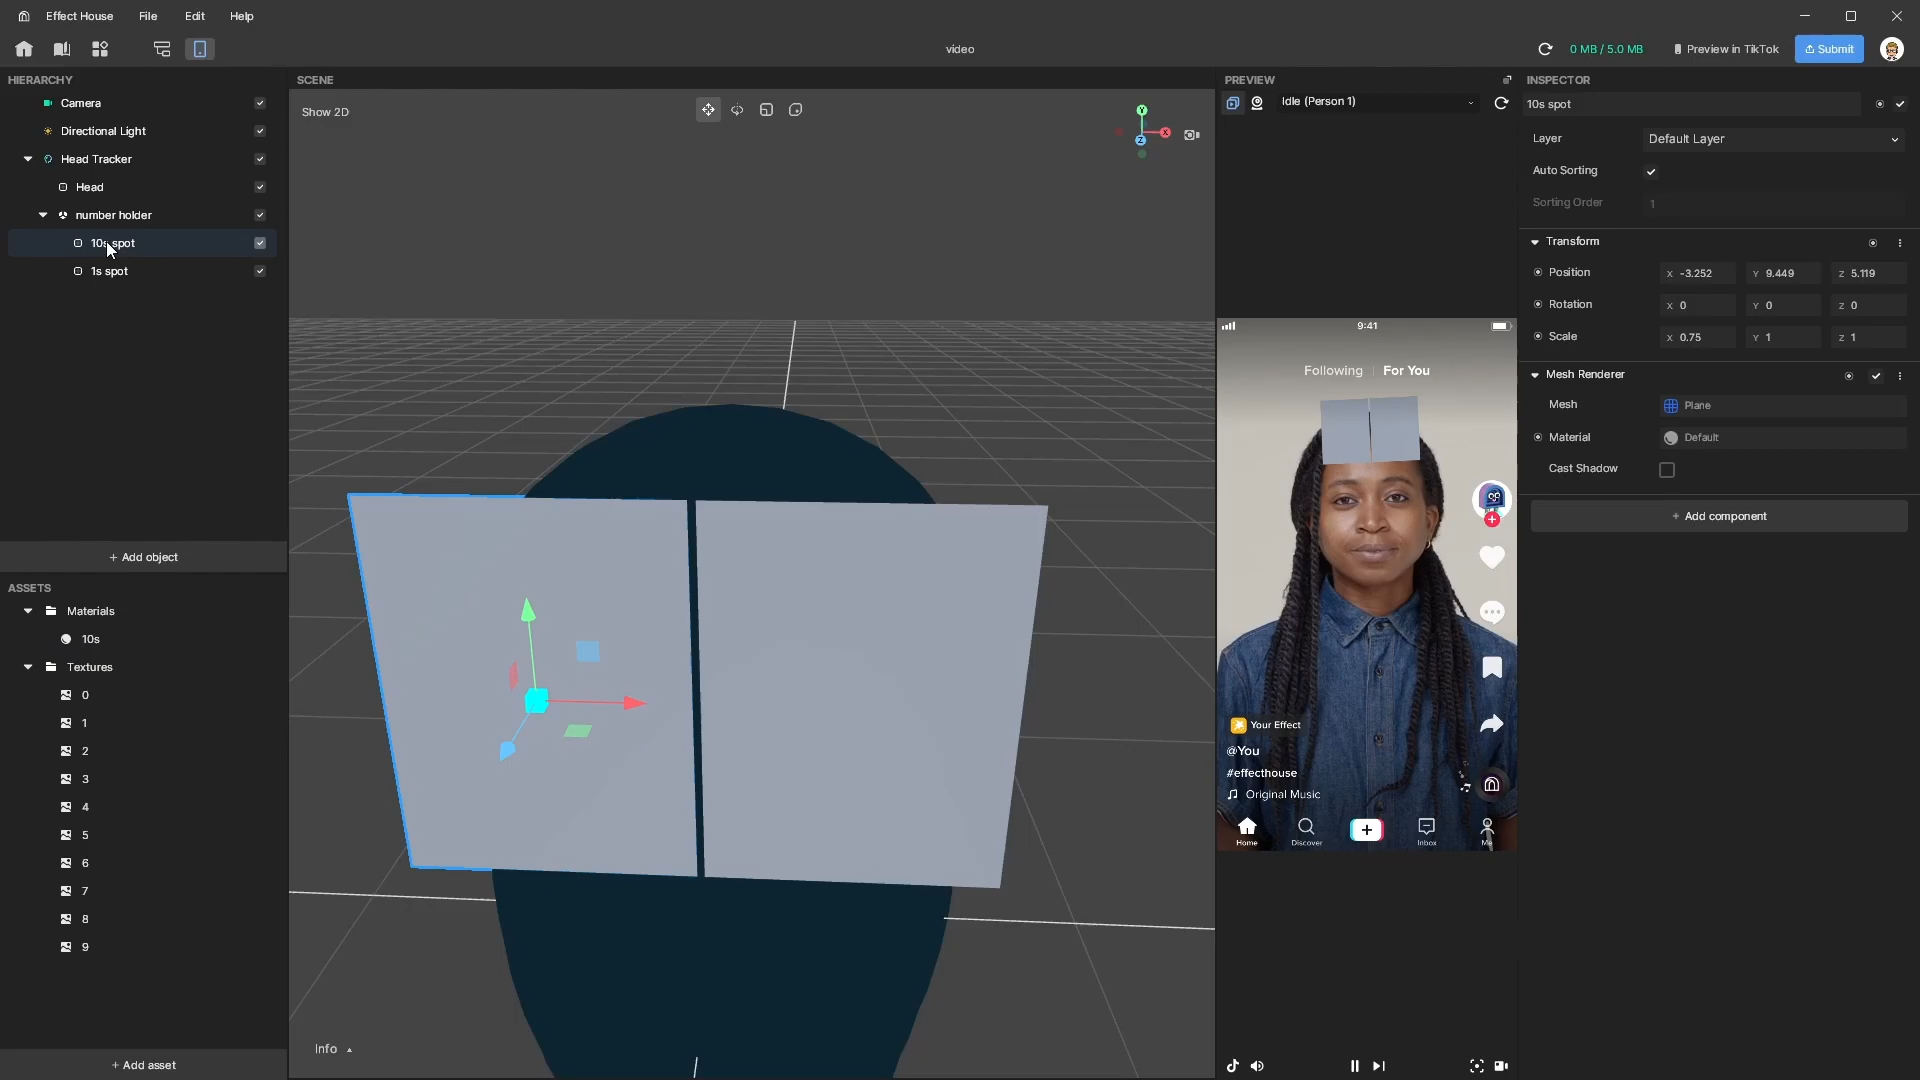 Effect House File Edit Help
video
0 MB / 5.0 MB Preview in TikTok Submit
HIERARCHY
Camera
Directional Light
Head Tracker
Head
number holder
10s spot
1s spot
+ Add object
ASSETS
Materials
10s
Textures
0
1
2
3
4
5
6
7
8
9
+ Add asset
SCENE
Show 2D
Y
X
Z
Info
PREVIEW
Idle (Person 1)
9:41
Following For You
Your Effect
@You
#effecthouse
Original Music
Home Discover Inbox Me
INSPECTOR
10s spot
Layer Default Layer
Auto Sorting
Sorting Order 1
Transform
Position X -3.252 Y 9.449 Z 5.119
Rotation X 0 Y 0 Z 0
Scale X 0.75 Y 1 Z 1
Mesh Renderer
Mesh Plane
Material Default
Cast Shadow
+ Add component